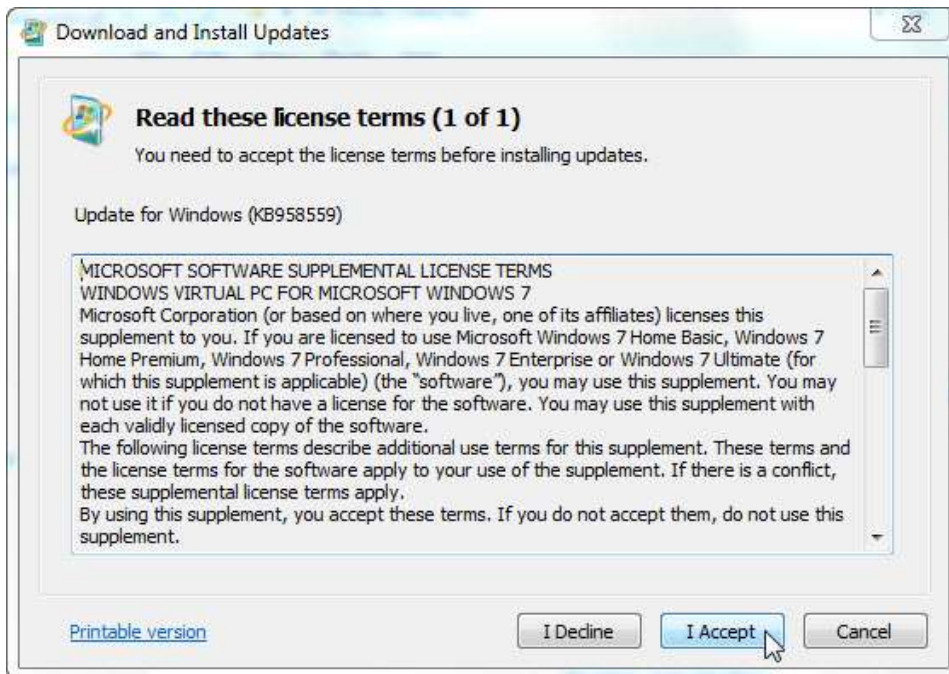 Download and Install Updates
Read these license terms (1 of 1)
You need to accept the license terms before installing updates.
Update for Windows (KB958559)
MICROSOFT SOFTWARE SUPPLEMENTAL LICENSE TERMS
WINDOWS VIRTUAL PC FOR MICROSOFT WINDOWS 7
Microsoft Corporation (or based on where you live, one of its affiliates) licenses this
supplement to you. If you are licensed to use Microsoft Windows 7 Home Basic, Windows 7
Home Premium, Windows 7 Professional, Windows 7 Enterprise or Windows 7 Ultimate (for
which this supplement is applicable) (the “software”), you may use this supplement. You may
not use it if you do not have a license for the software. You may use this supplement with
each validly licensed copy of the software.
The following license terms describe additional use terms for this supplement. These terms and
the license terms for the software apply to your use of the supplement. If there is a conflict,
these supplemental license terms apply.
By using this supplement, you accept these terms. If you do not accept them, do not use this
supplement.
Printable version
I Decline
I Accept
Cancel